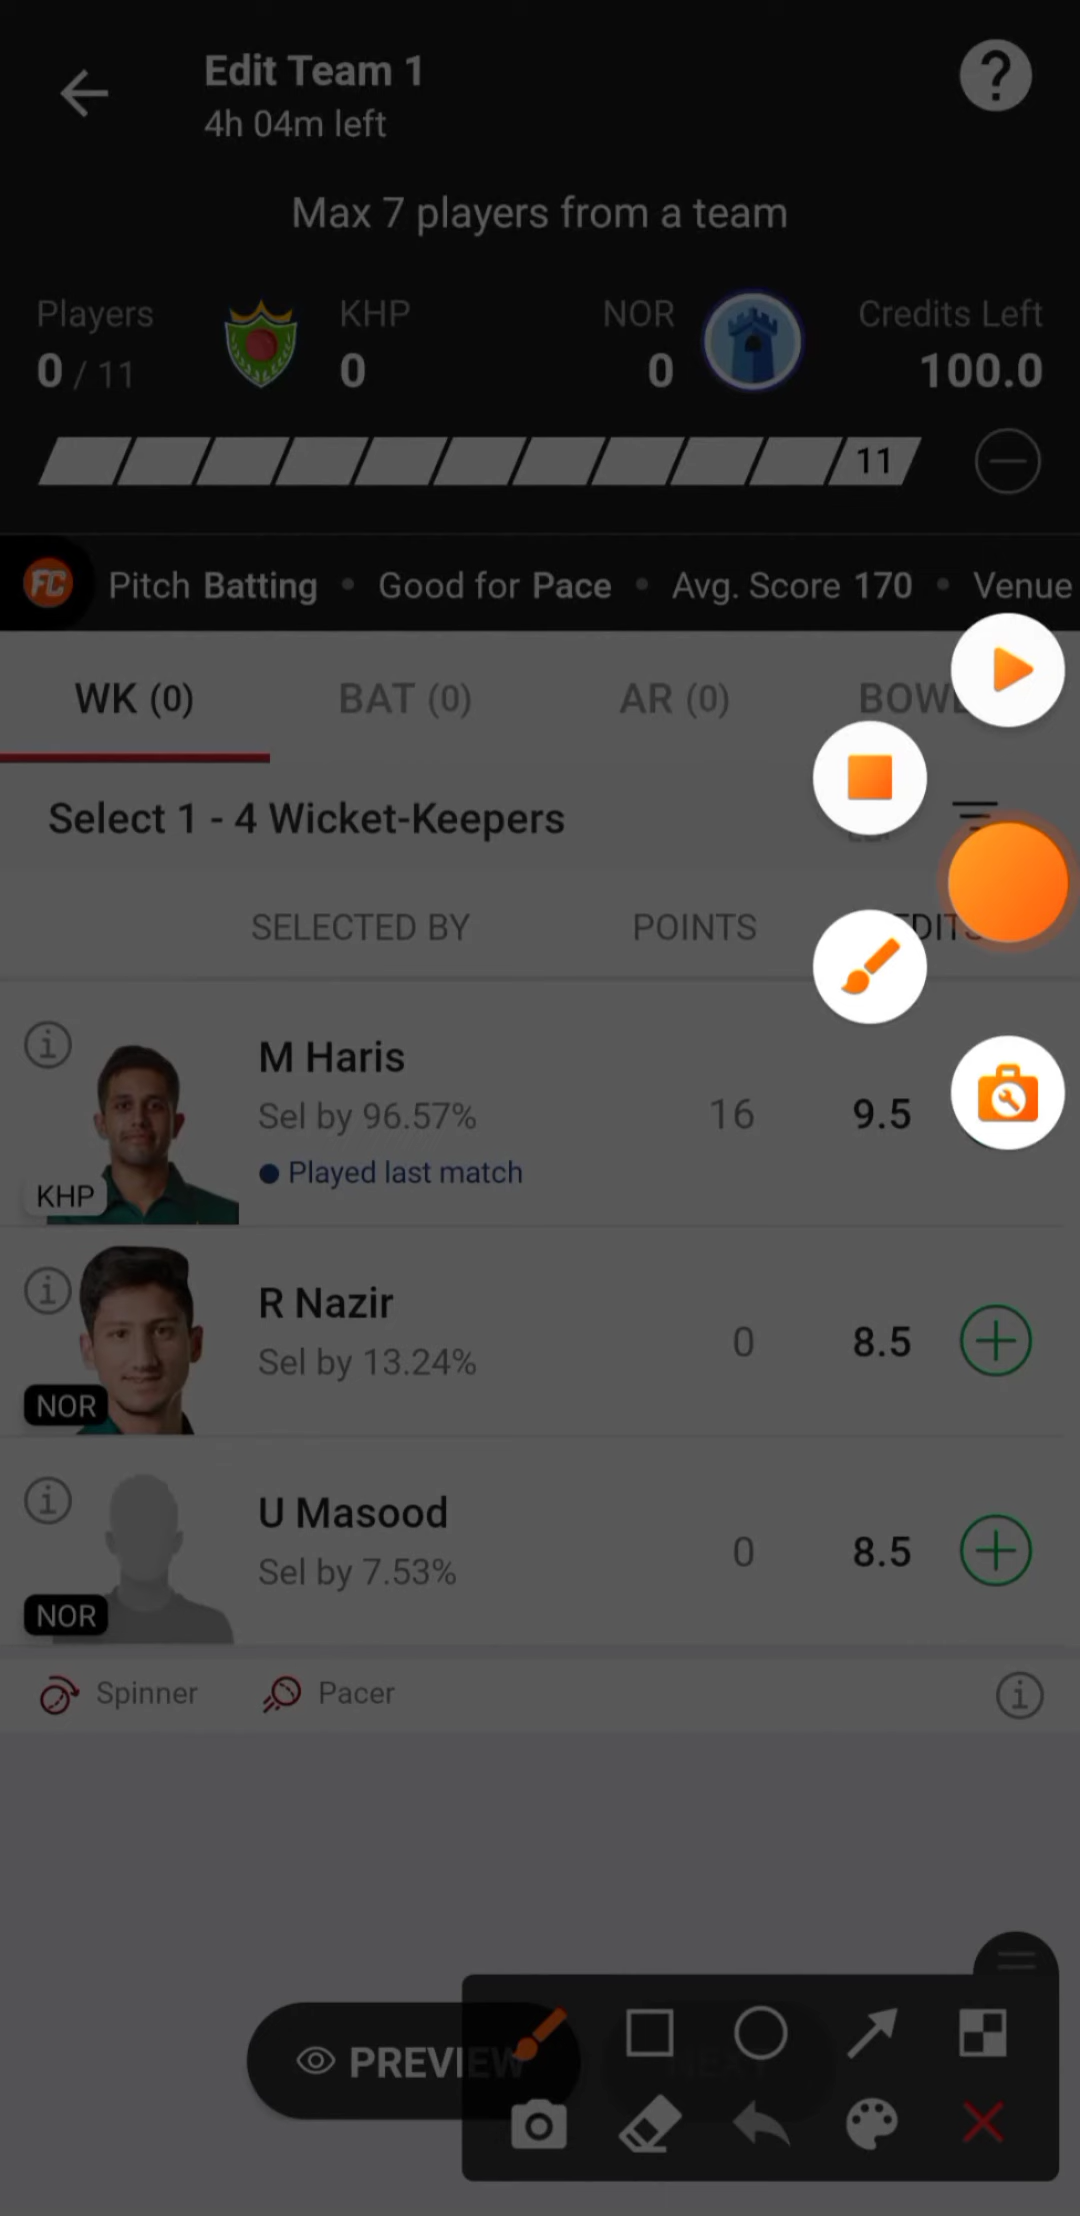 Edit Team 1
4h 04m left
Max 7 players from a team
Players KHP NOR Credits Left
0 / 11 0 0 100.0
11
FC Pitch Batting • Good for Pace • Avg. Score 170 • Venue
WK (0) BAT (0) AR (0) BOWL
Select 1 - 4 Wicket-Keepers
SELECTED BY POINTS
M Haris
Sel by 96.57% 16 9.5
Played last match
KHP
R Nazir
Sel by 13.24% 0 8.5
NOR
U Masood
Sel by 7.53% 0 8.5
NOR
Spinner Pacer
PREVIEW NEXT